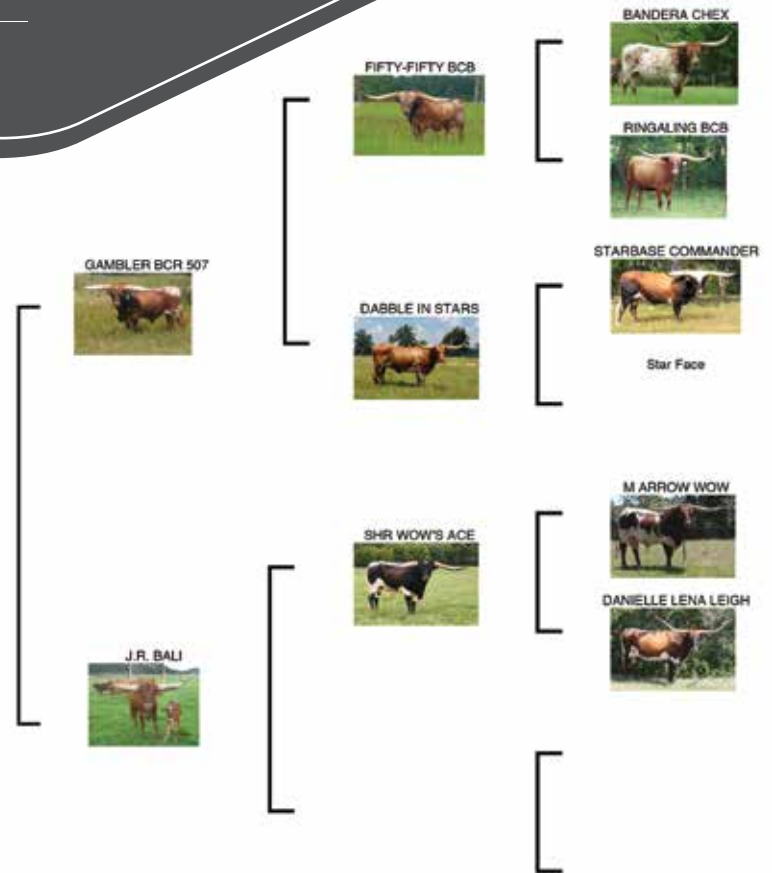 BANDERA CHEX
FIFTY-FIFTY BCB
RINGALING BCB
STARBASE COMMANDER
GAMBLER BCR 507
DABBLE IN STARS
Star Face
M ARROW WOW
SHR WOW'S ACE
DANIELLE LENA LEIGH
J.R. BALI